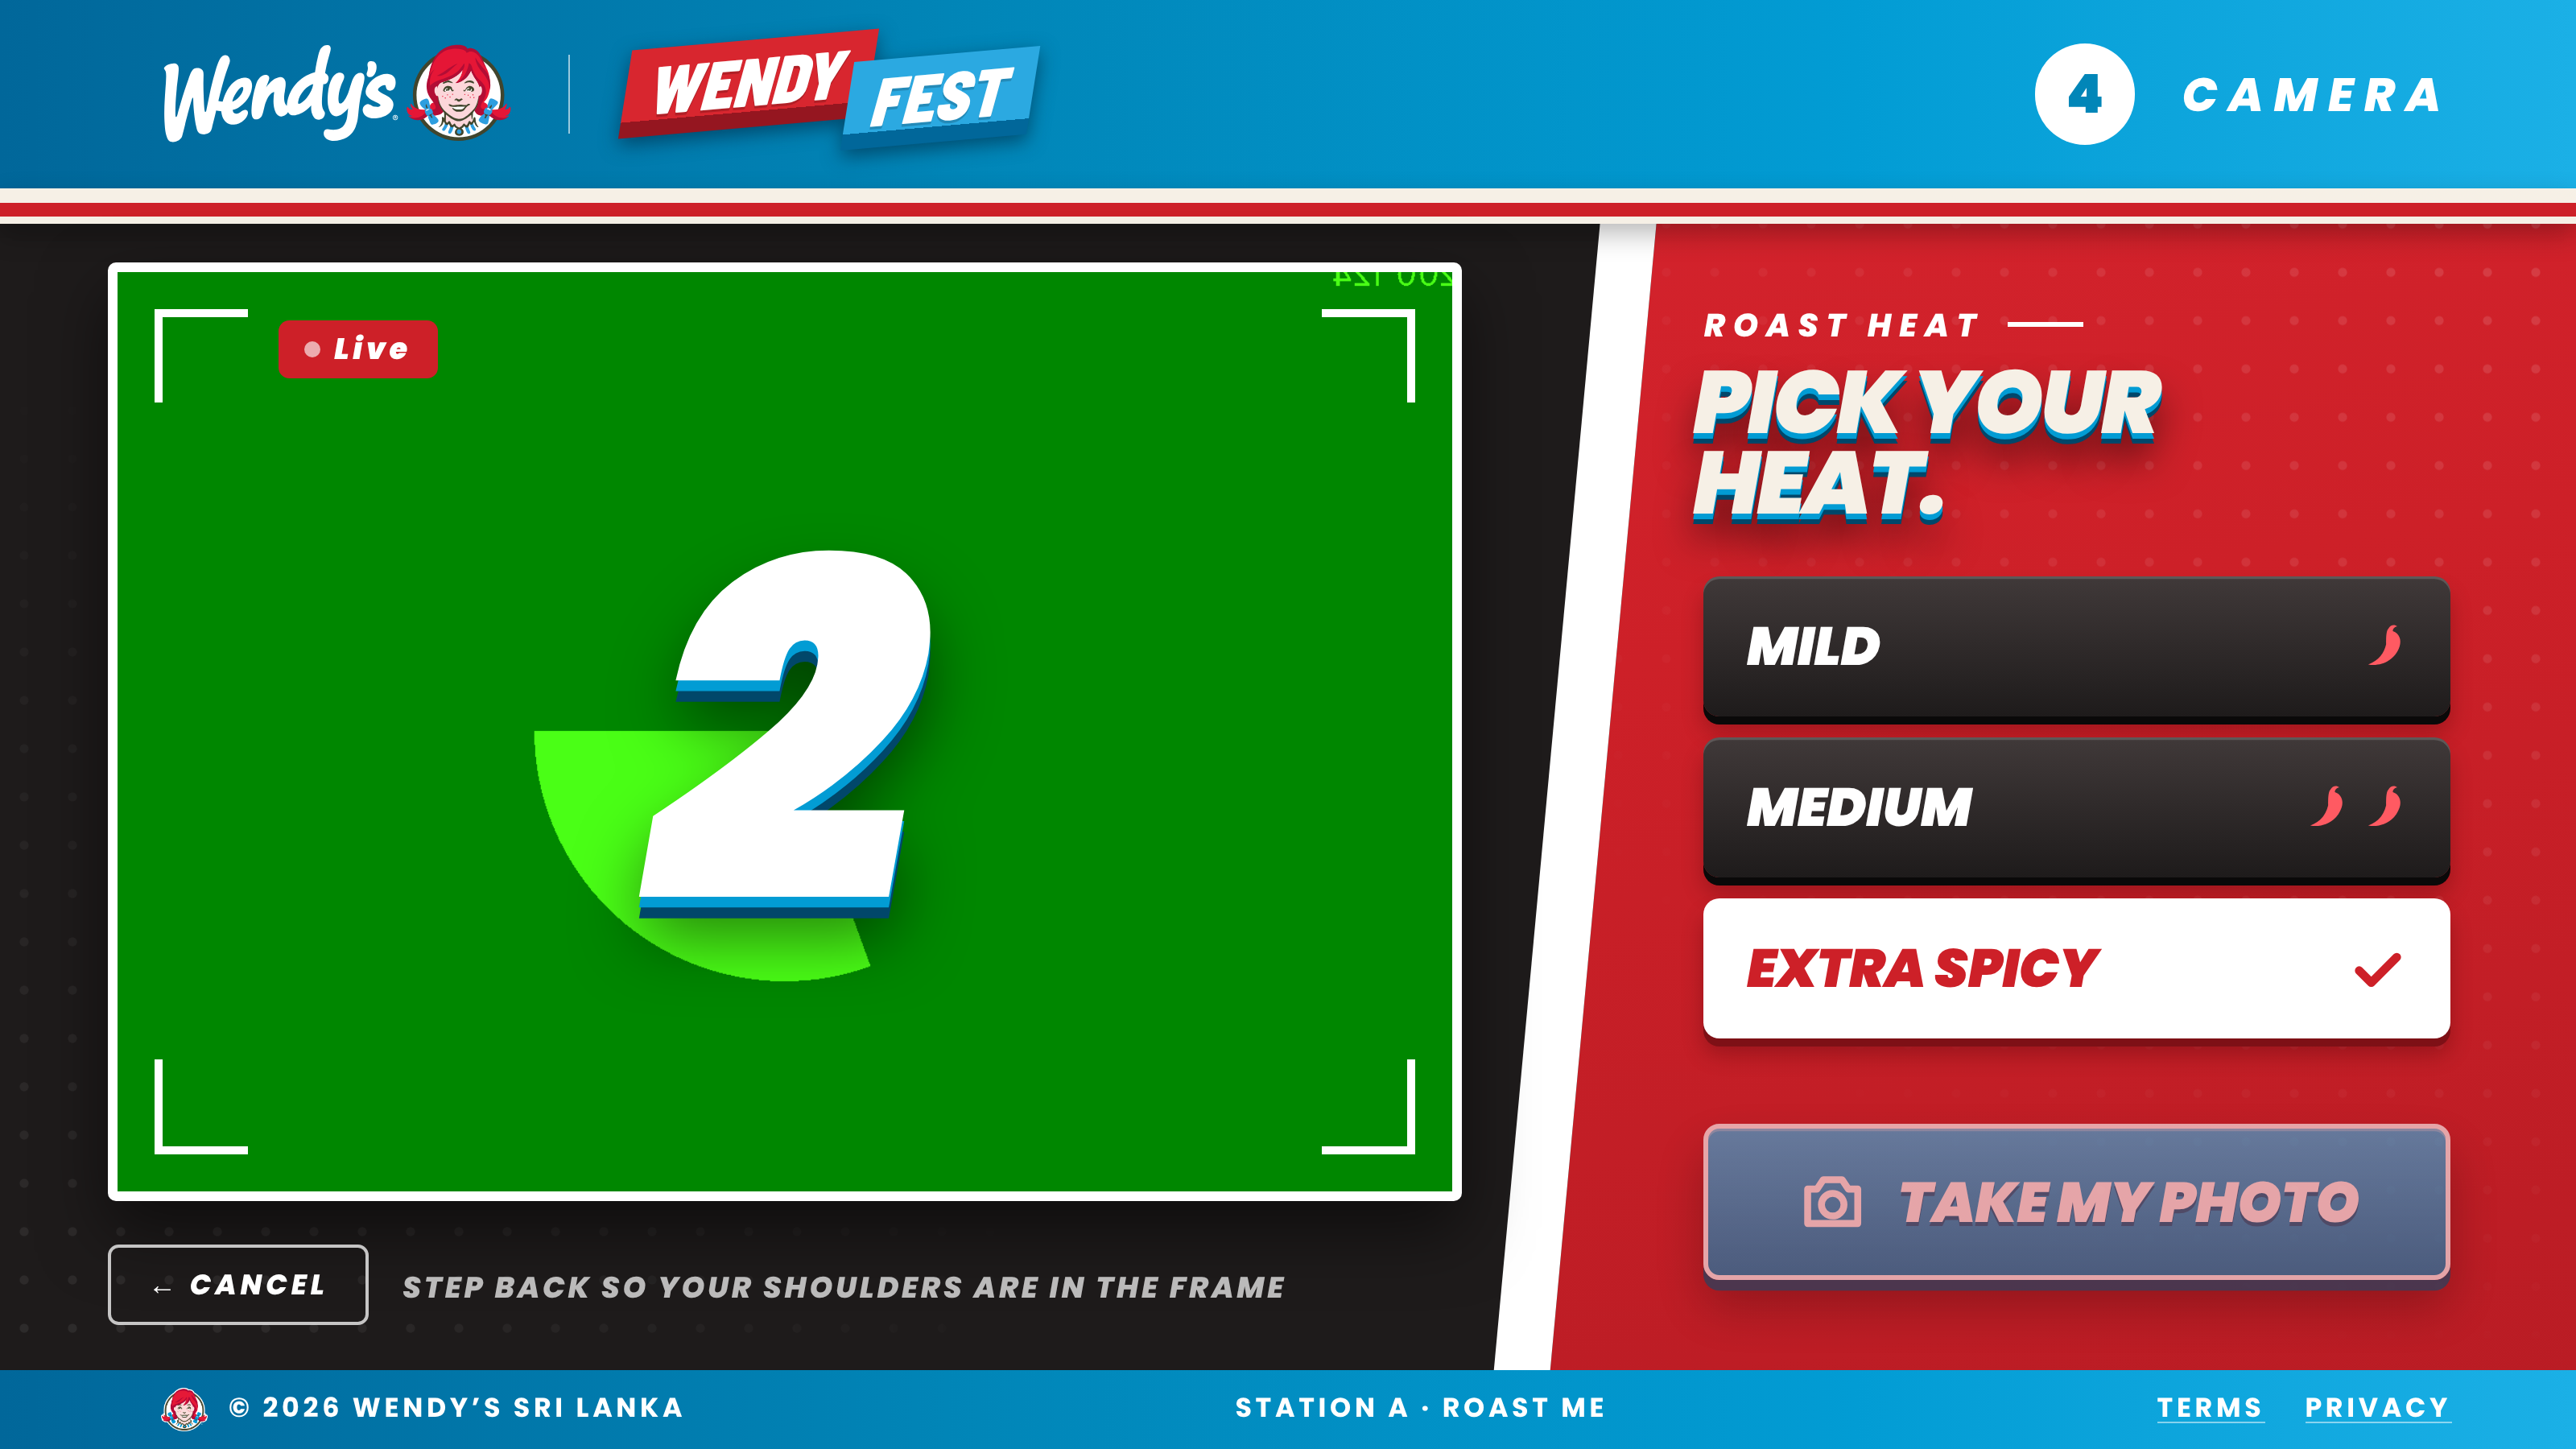 Wendy's
WENDY
FEST
4 CAMERA
Live
2
ROAST HEAT
PICK YOUR
HEAT.
MILD
MEDIUM
EXTRA SPICY
TAKE MY PHOTO
← CANCEL
STEP BACK SO YOUR SHOULDERS ARE IN THE FRAME
© 2026 WENDY’S SRI LANKA
STATION A · ROAST ME
TERMS PRIVACY